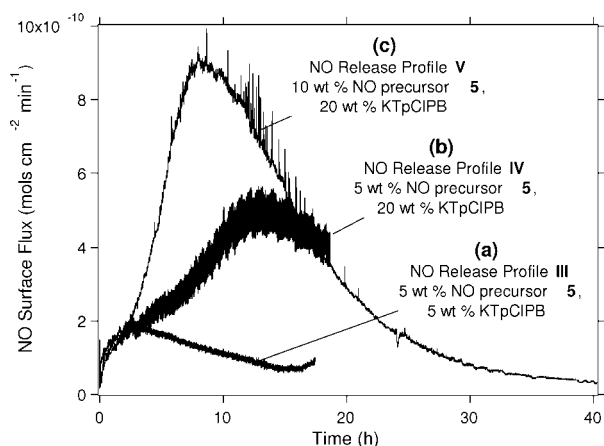 10x10 -10
8
6
4
2
0
NO Surface Flux (mols cm -2 min -1)
(c)
NO Release Profile V
10 wt % NO precursor 5 ,
20 wt % KTpClPB
(b)
NO Release Profile IV
5 wt % NO precursor 5 ,
20 wt % KTpClPB
(a)
NO Release Profile III
5 wt % NO precursor 5 ,
5 wt % KTpClPB
0 10 20 30 40
Time (h)